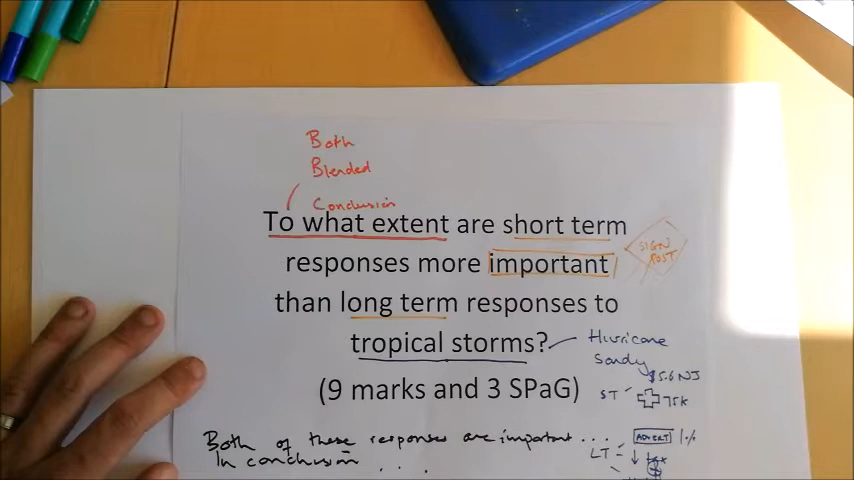 Both
Blended
Conclusion
To what extent are short term
responses more important
than long term responses to
tropical storms?
(9 marks and 3 SPaG)
SIGN
POST
Hurricane
Sandy
$5.6 NJ
ST
75K
Both of these responses are important ...
In conclusion ...
ADVERT 1%
LT